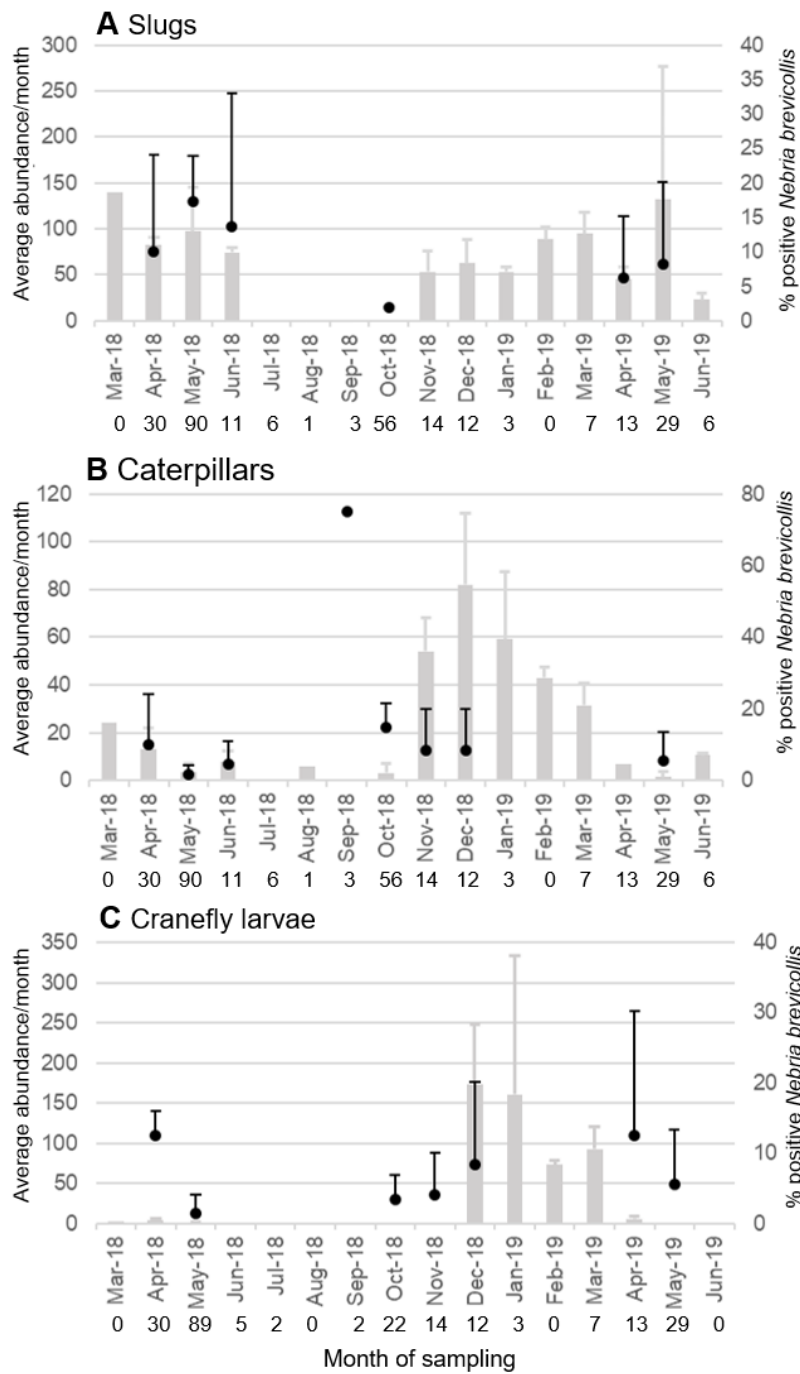 A Slugs
Average abundance/month
300
250
200
150
100
50
0
40
35
30
25
20
15
10
5
0
% positive Nebria brevicollis
Mar-18 Apr-18 May-18 Jun-18 Jul-18 Aug-18 Sep-18 Oct-18 Nov-18 Dec-18 Jan-19 Feb-19 Mar-19 Apr-19 May-19 Jun-19
0 30 90 11 6 1 3 56 14 12 3 0 7 13 29 6
B Caterpillars
Average abundance/month
120
100
80
60
40
20
0
80
60
40
20
0
% positive Nebria brevicollis
Mar-18 Apr-18 May-18 Jun-18 Jul-18 Aug-18 Sep-18 Oct-18 Nov-18 Dec-18 Jan-19 Feb-19 Mar-19 Apr-19 May-19 Jun-19
0 30 90 11 6 1 3 56 14 12 3 0 7 13 29 6
C Cranefly larvae
Average abundance/month
350
300
250
200
150
100
50
0
40
30
20
10
0
% positive Nebria brevicollis
Mar-18 Apr-18 May-18 Jun-18 Jul-18 Aug-18 Sep-18 Oct-18 Nov-18 Dec-18 Jan-19 Feb-19 Mar-19 Apr-19 May-19 Jun-19
0 30 89 5 2 0 2 22 14 12 3 0 7 13 29 0
Month of sampling